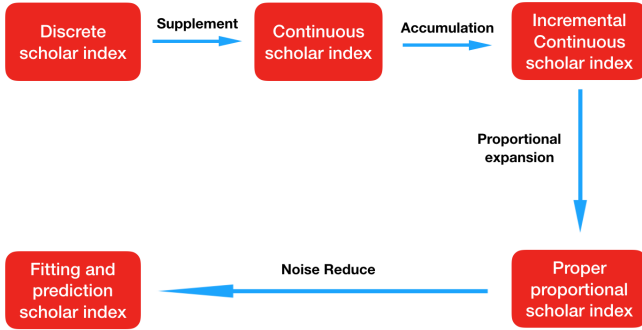 Discrete
scholar index
Supplement
Continuous
scholar index
Accumulation
Incremental
Continuous
scholar index
Proportional
expansion
Proper
proportional
scholar index
Noise Reduce
Fitting and
prediction
scholar index